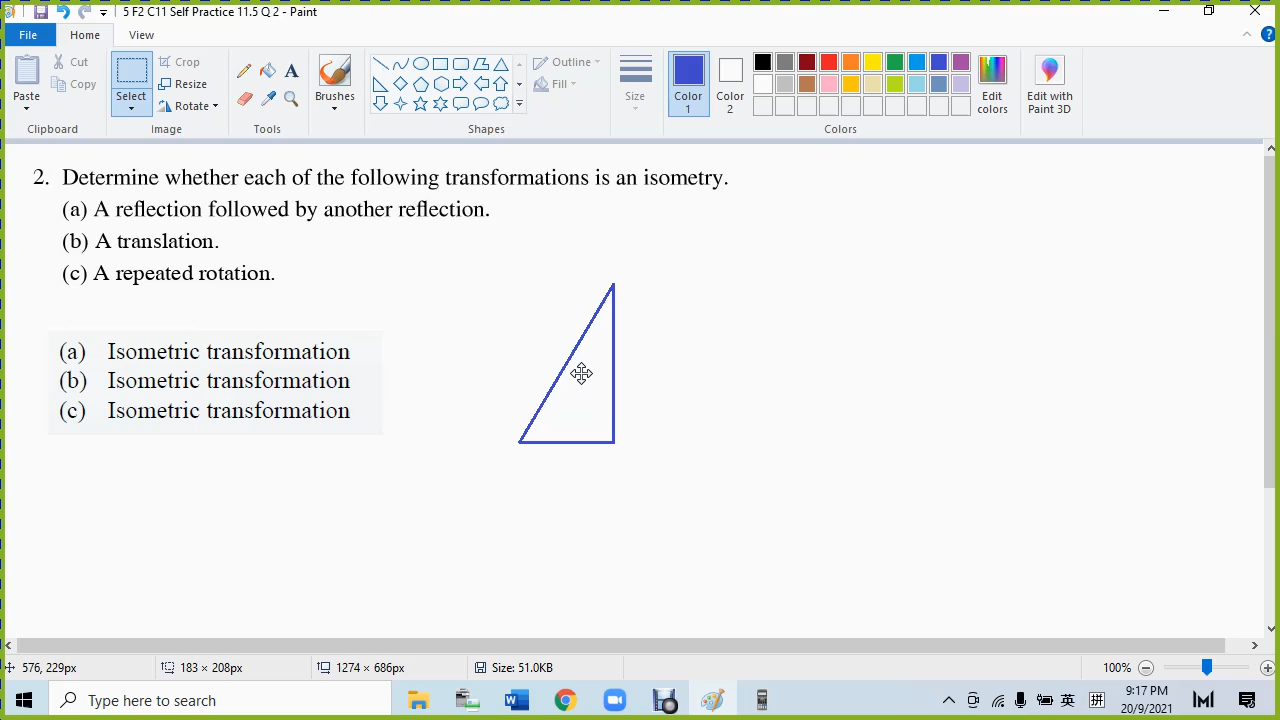 5 F2 C11 Self Practice 11.5 Q 2 - Paint
File Home View
Paste
Cut
Copy
Clipboard
Select
Crop
Resize
Rotate
Image
A
Tools
Brushes
Shapes
Outline
Fill
Size
Color 1
Color 2
Colors
Edit colors
Edit with Paint 3D
2. Determine whether each of the following transformations is an isometry.
(a) A reflection followed by another reflection.
(b) A translation.
(c) A repeated rotation.
(a) Isometric transformation
(b) Isometric transformation
(c) Isometric transformation
576, 229px 183 × 208px 1274 × 686px Size: 51.0KB 100%
Type here to search
英
拼
9:17 PM
20/9/2021